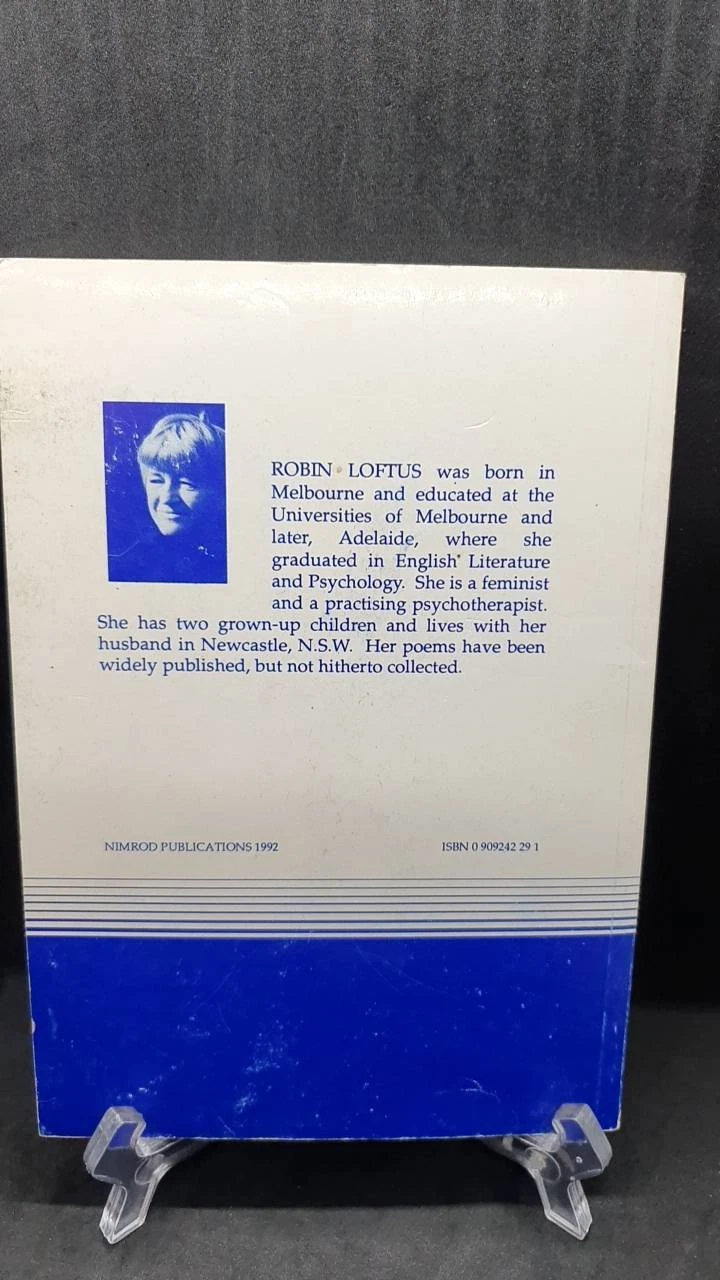 ROBIN LOFTUS was born in
Melbourne and educated at the
Universities of Melbourne and
later, Adelaide, where she
graduated in English Literature
and Psychology. She is a feminist
and a practising psychotherapist.
She has two grown-up children and lives with her
husband in Newcastle, N.S.W. Her poems have been
widely published, but not hitherto collected.
NIMROD PUBLICATIONS 1992
ISBN 0 909242 29 1